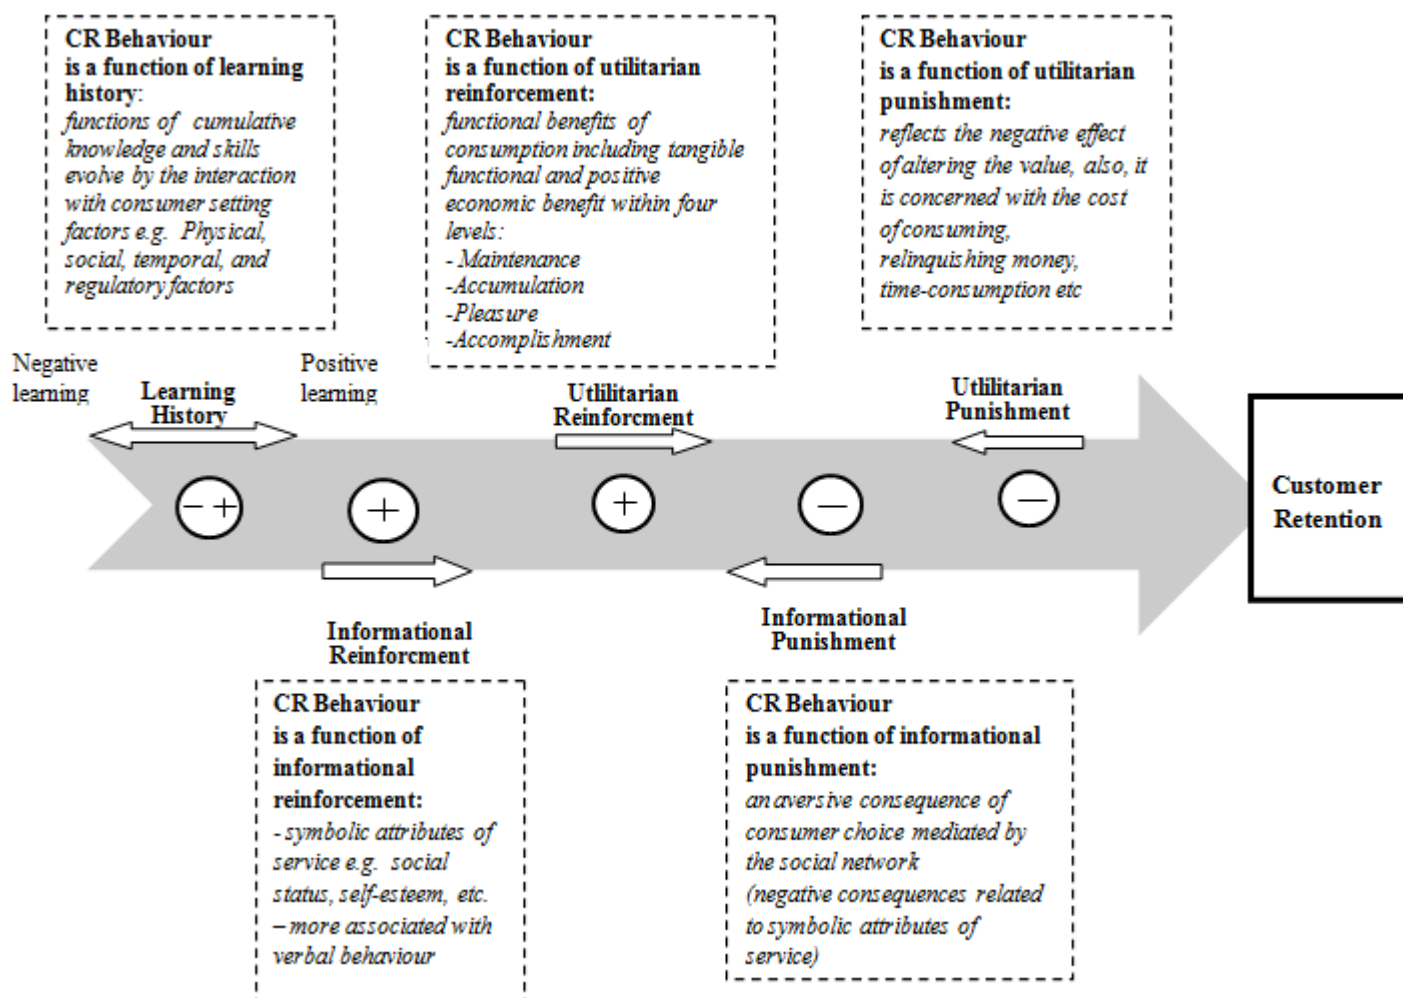 CR Behaviour
is a function of learning
history:
functions of cumulative
knowledge and skills
evolve by the interaction
with consumer setting
factors e.g. Physical,
social, temporal, and
regulatory factors
CR Behaviour
is a function of utilitarian
reinforcement:
functional benefits of
consumption including tangible
functional and positive
economic benefit within four
levels:
- Maintenance
-Accumulation
-Pleasure
-Accomplishment
CR Behaviour
is a function of utilitarian
punishment:
reflects the negative effect
of altering the value, also, it
is concerned with the cost
of consuming,
relinquishing money,
time-consumption etc
Negative
learning
Learning
History
Positive
learning
Utlilitarian
Reinforcment
Utlilitarian
Punishment
- +
+
+
-
-
Customer
Retention
Informational
Reinforcment
Informational
Punishment
CR Behaviour
is a function of
informational
reinforcement:
- symbolic attributes of
service e.g. social
status, self-esteem, etc.
– more associated with
verbal behaviour
CR Behaviour
is a function of informational
punishment:
an aversive consequence of
consumer choice mediated by
the social network
(negative consequences related
to symbolic attributes of
service)